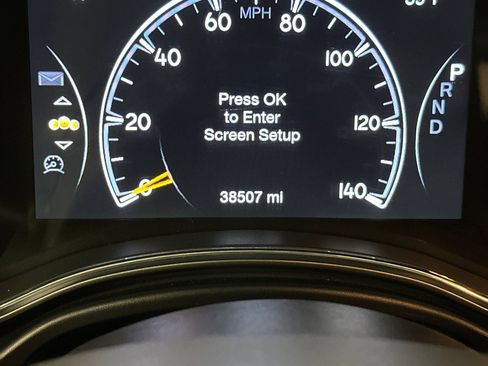 60
80
MPH
40
100
P
R
Press OK
N
to Enter
20
120
D
Screen Setup
0
38507 mi
140